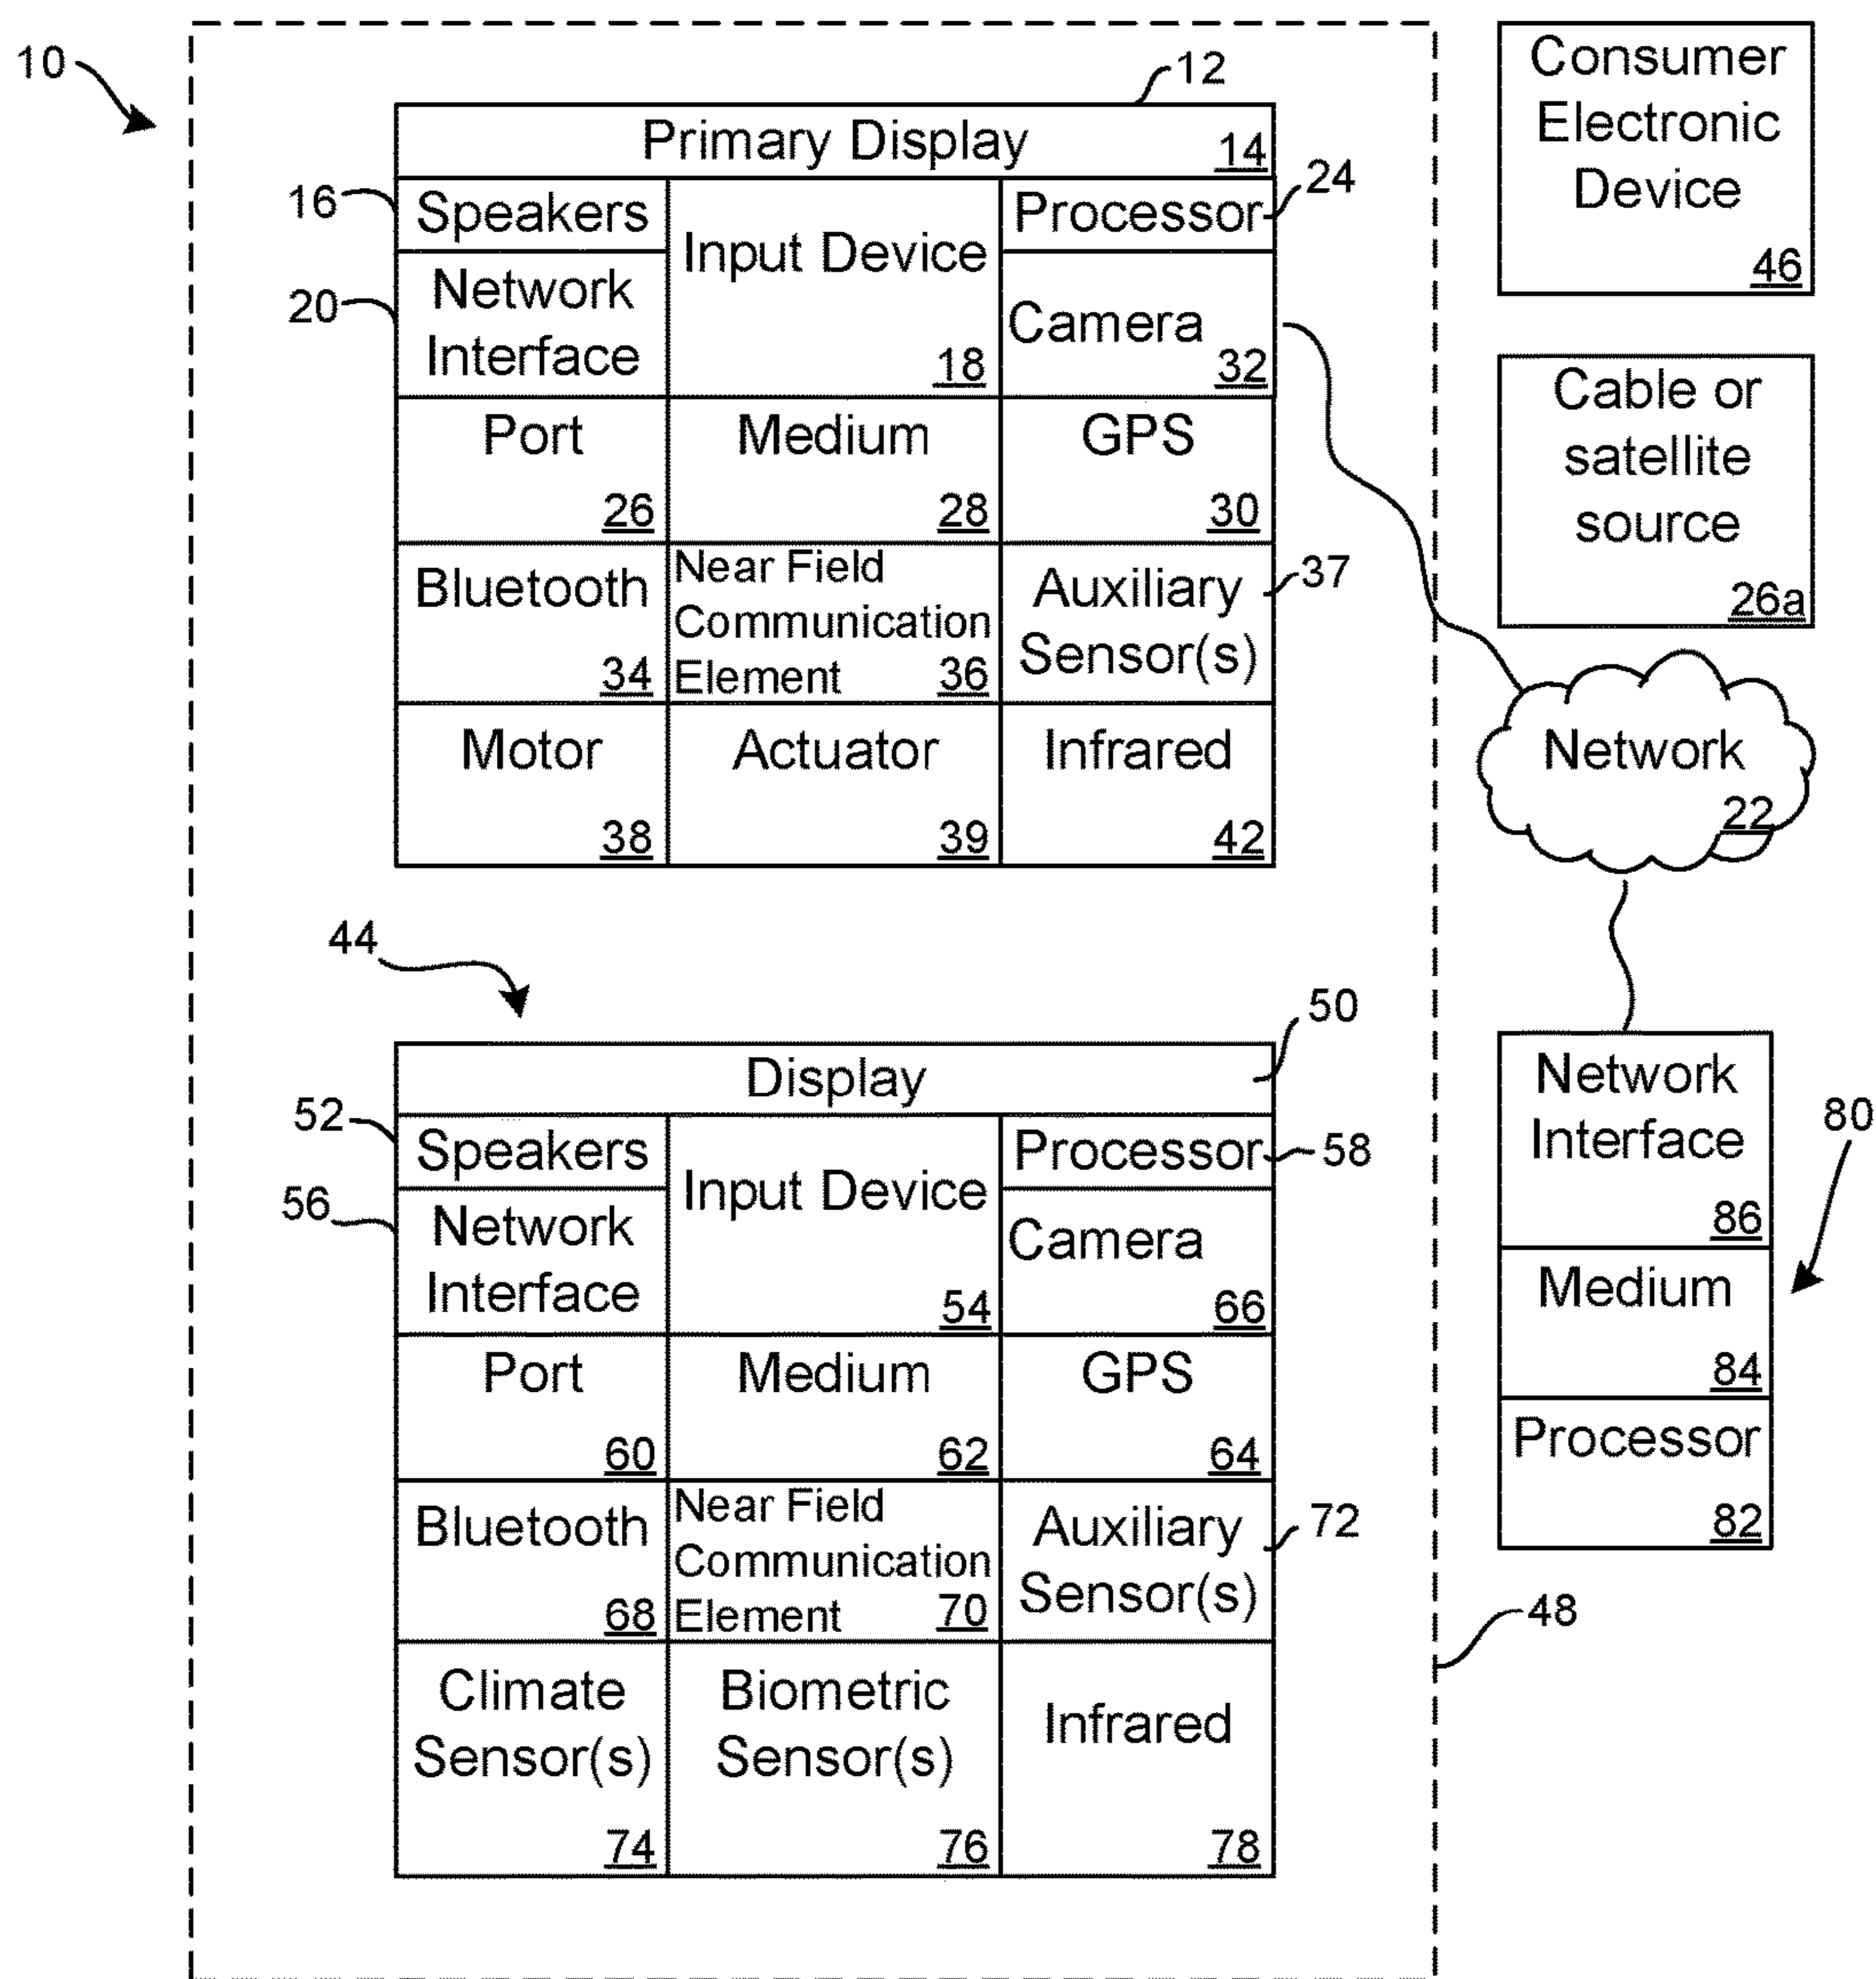 10
12
Primary Display
14
16
Speakers
Input Device
18
Processor
24
20
Network
Interface
Camera
32
Port
26
Medium
28
GPS
30
Bluetooth
34
Near Field
Communication
Element 36
Auxiliary
Sensor(s)
37
Motor
38
Actuator
39
Infrared
42
Consumer
Electronic
Device
46
Cable or
satellite
source
26a
Network
22
44
50
Display
52
Speakers
Input Device
54
Processor
58
56
Network
Interface
Camera
66
Port
60
Medium
62
GPS
64
Bluetooth
68
Near Field
Communication
Element 70
Auxiliary
Sensor(s)
72
Climate
Sensor(s)
74
Biometric
Sensor(s)
76
Infrared
78
Network
Interface
86
Medium
84
Processor
82
80
48